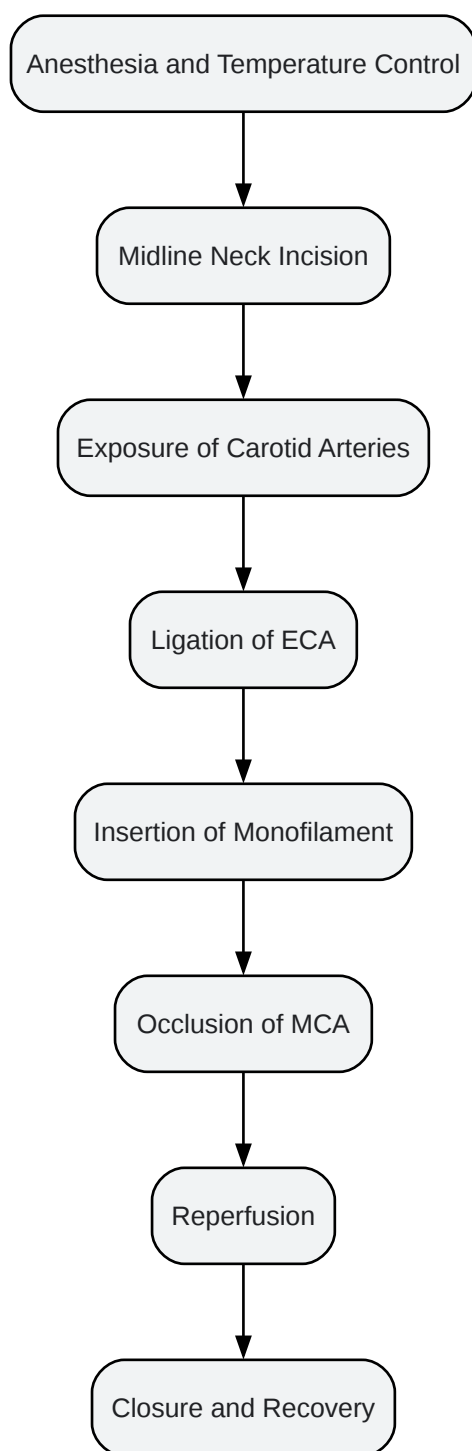 Anesthesia and Temperature Control
Midline Neck Incision
Exposure of Carotid Arteries
Ligation of ECA
Insertion of Monofilament
Occlusion of MCA
Reperfusion
Closure and Recovery